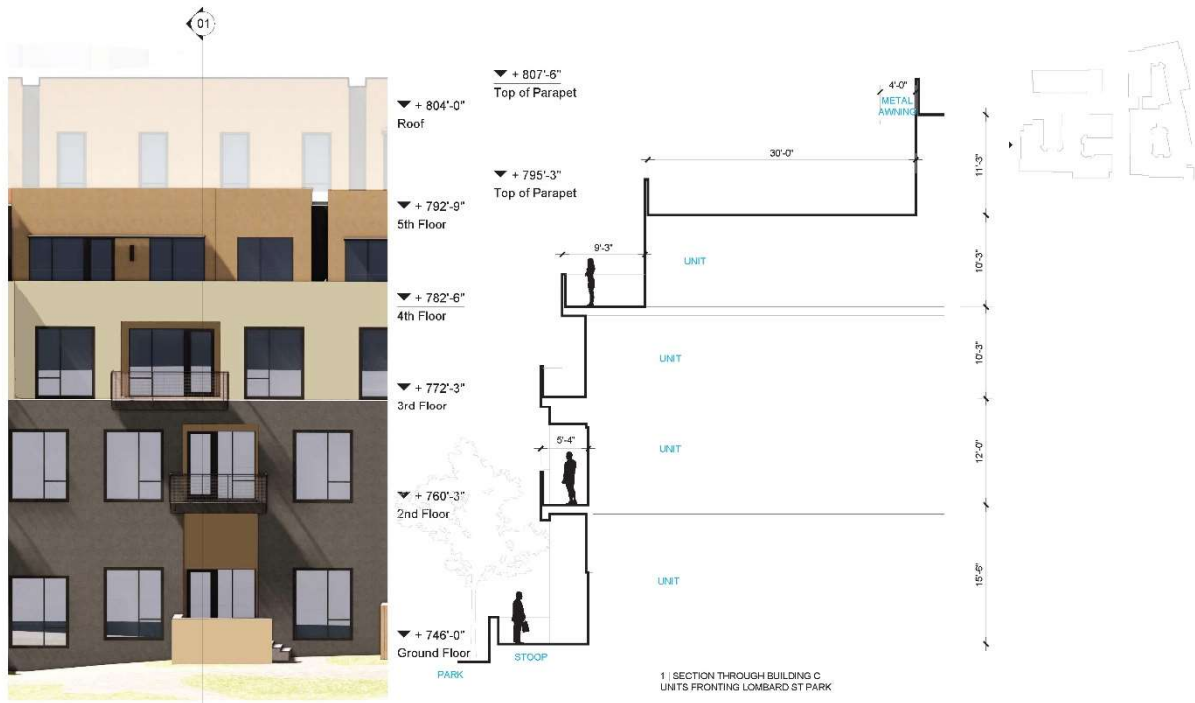 01
▼ + 804'-0"
Roof
▼ + 792'-9"
5th Floor
▼ + 782'-6"
4th Floor
▼ + 772'-3"
3rd Floor
▼ + 760'-3"
2nd Floor
▼ + 746'-0"
Ground Floor
▼ + 807'-6"
Top of Parapet
▼ + 795'-3"
Top of Parapet
4'-0"
METAL
AWNING
30'-0"
9'-3"
5'-4"
UNIT
UNIT
UNIT
UNIT
STOOP
PARK
11'-3"
10'-3"
10'-3"
12'-0"
15'-6"
1 | SECTION THROUGH BUILDING C
UNITS FRONTING LOMBARD ST PARK